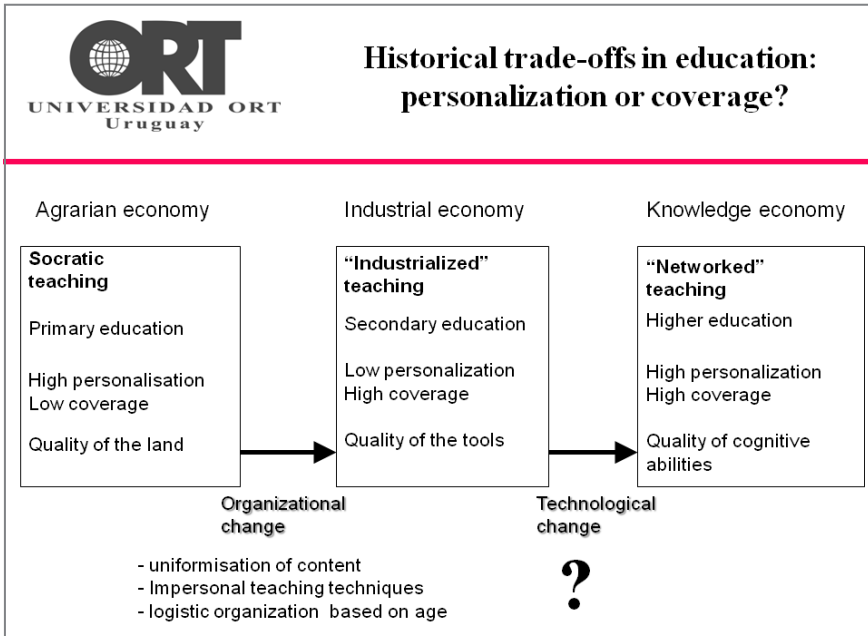 ORT
UNIVERSIDAD ORT
Uruguay
Historical trade-offs in education:
personalization or coverage?
Agrarian economy
Socratic
teaching
Primary education
High personalisation
Low coverage
Quality of the land
Organizational
change
- uniformisation of content
- Impersonal teaching techniques
- logistic organization based on age
Industrial economy
“Industrialized”
teaching
Secondary education
Low personalization
High coverage
Quality of the tools
Technological
change
?
Knowledge economy
“Networked”
teaching
Higher education
High personalization
High coverage
Quality of cognitive
abilities